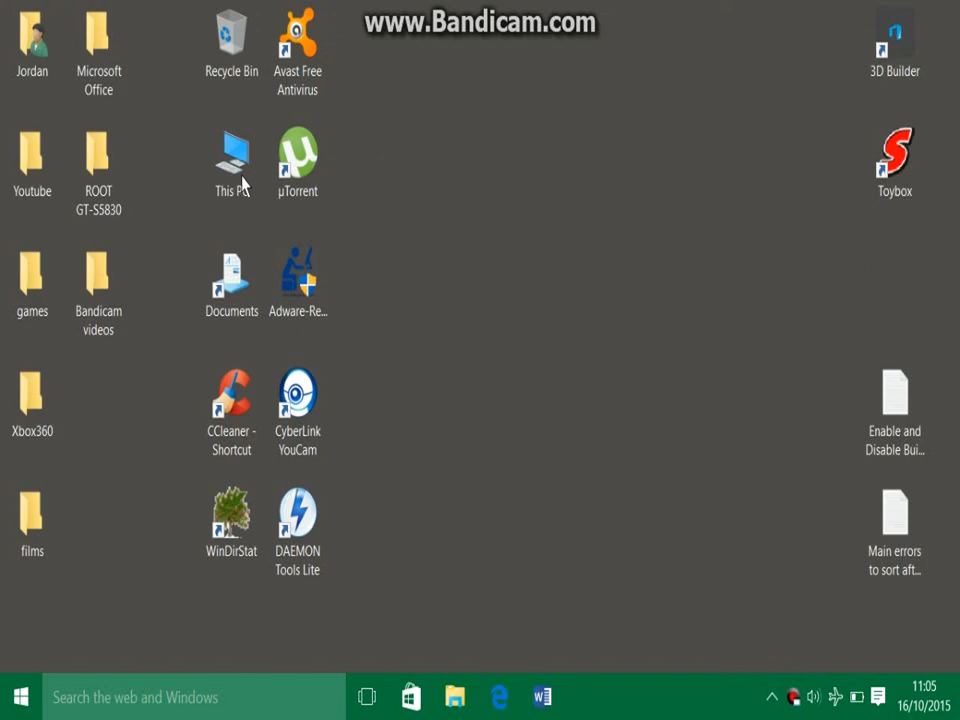 www.Bandicam.com
Jordan
Microsoft
Office
Recycle Bin
Avast Free
Antivirus
3D Builder
Youtube
ROOT
GT-S5830
This PC
µTorrent
Toybox
games
Bandicam
videos
Documents
Adware-Re...
Xbox360
CCleaner -
Shortcut
CyberLink
YouCam
Enable and
Disable Bui...
films
WinDirStat
DAEMON
Tools Lite
Main errors
to sort aft...
Search the web and Windows
11:05
16/10/2015